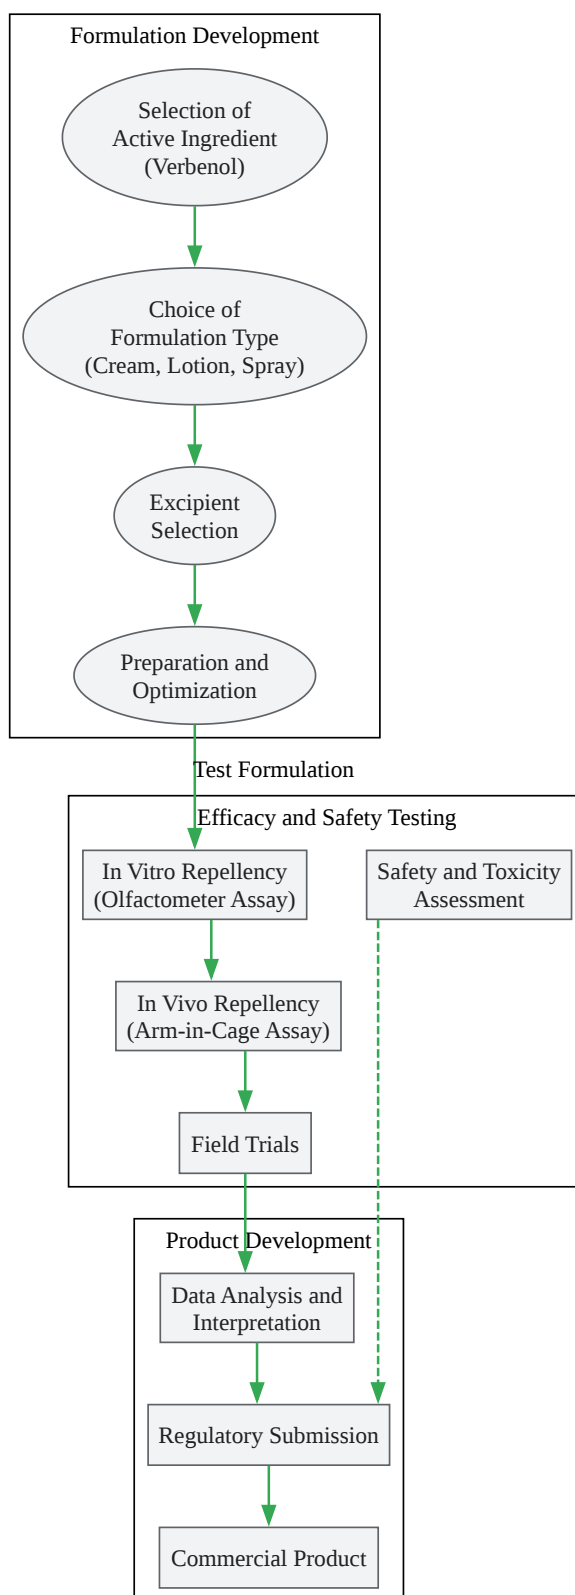 Formulation Development
Selection of
Active Ingredient
(Verbenol)
Choice of
Formulation Type
(Cream, Lotion, Spray)
Excipient
Selection
Preparation and
Optimization
Test Formulation
Efficacy and Safety Testing
In Vitro Repellency
(Olfactometer Assay)
Safety and Toxicity
Assessment
In Vivo Repellency
(Arm-in-Cage Assay)
Field Trials
Product Development
Data Analysis and
Interpretation
Regulatory Submission
Commercial Product